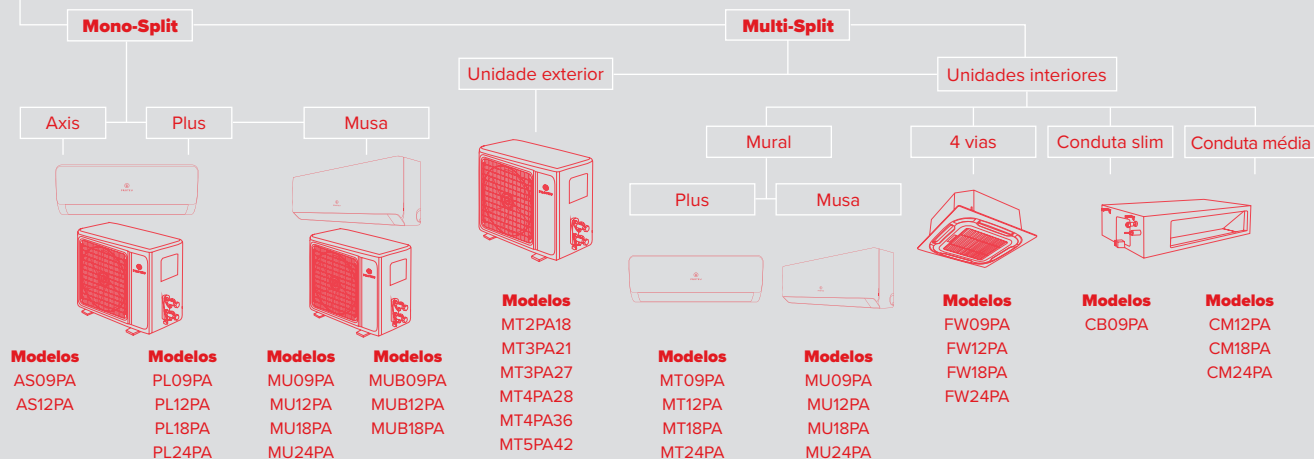 Mono-Split
Multi-Split
Unidade exterior
Unidades interiores
Axis
Plus
Musa
Mural
4 vias
Conduta slim
Conduta média
Plus
Musa
Modelos
AS09PA
AS12PA
Modelos
PL09PA
PL12PA
PL18PA
PL24PA
Modelos
MU09PA
MU12PA
MU18PA
MU24PA
Modelos
MUB09PA
MUB12PA
MUB18PA
Modelos
MT2PA18
MT3PA21
MT3PA27
MT4PA28
MT4PA36
MT5PA42
Modelos
MT09PA
MT12PA
MT18PA
MT24PA
Modelos
MU09PA
MU12PA
MU18PA
MU24PA
Modelos
FW09PA
FW12PA
FW18PA
FW24PA
Modelos
CB09PA
Modelos
CM12PA
CM18PA
CM24PA